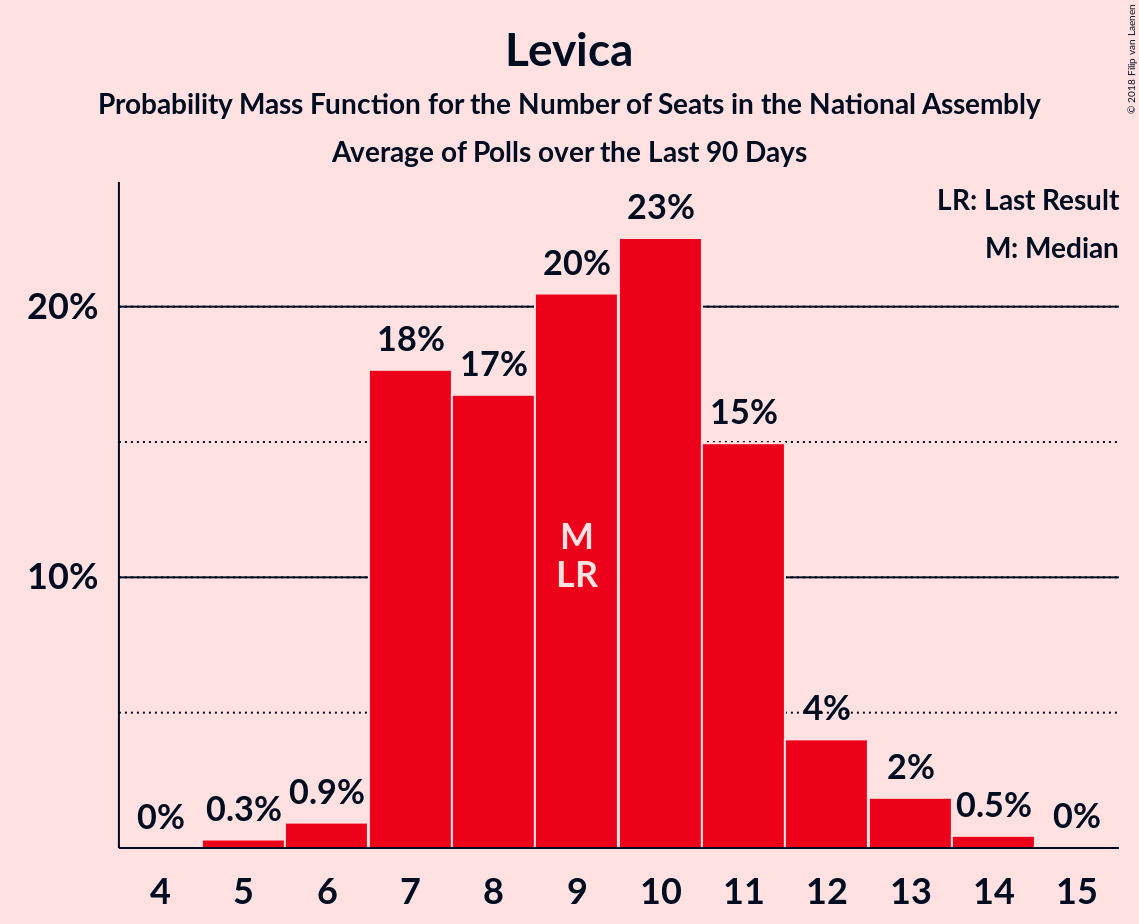 Levica
Probability Mass Function for the Number of Seats in the National Assembly
Average of Polls over the Last 90 Days
© 2018 Filip van Laenen
LR: Last Result
M: Median
20%
10%
0%
0.3%
0.9%
18%
17%
20%
23%
15%
4%
2%
0.5%
0%
M
LR
4 5 6 7 8 9 10 11 12 13 14 15